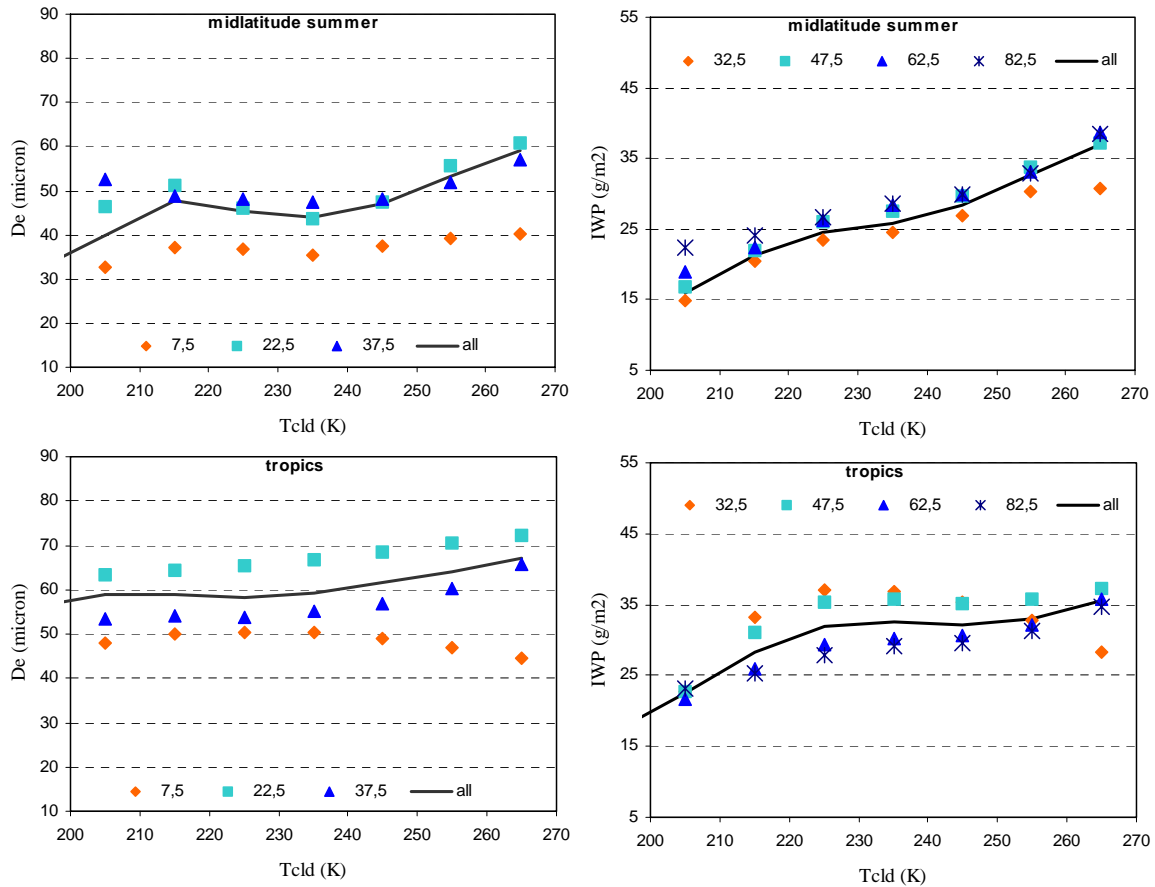 midlatitude summer
90
80
70
60
50
40
30
20
10
De (micron)
7,5 22,5 37,5 all
200 210 220 230 240 250 260 270
Tcld (K)
midlatitude summer
32,5 47,5 62,5 82,5 all
55
45
35
25
15
5
IWP (g/m2)
200 210 220 230 240 250 260 270
Tcld (K)
tropics
90
80
70
60
50
40
30
20
10
De (micron)
7,5 22,5 37,5 all
200 210 220 230 240 250 260 270
Tcld (K)
tropics
32,5 47,5 62,5 82,5 all
55
45
35
25
15
5
IWP (g/m2)
200 210 220 230 240 250 260 270
Tcld (K)